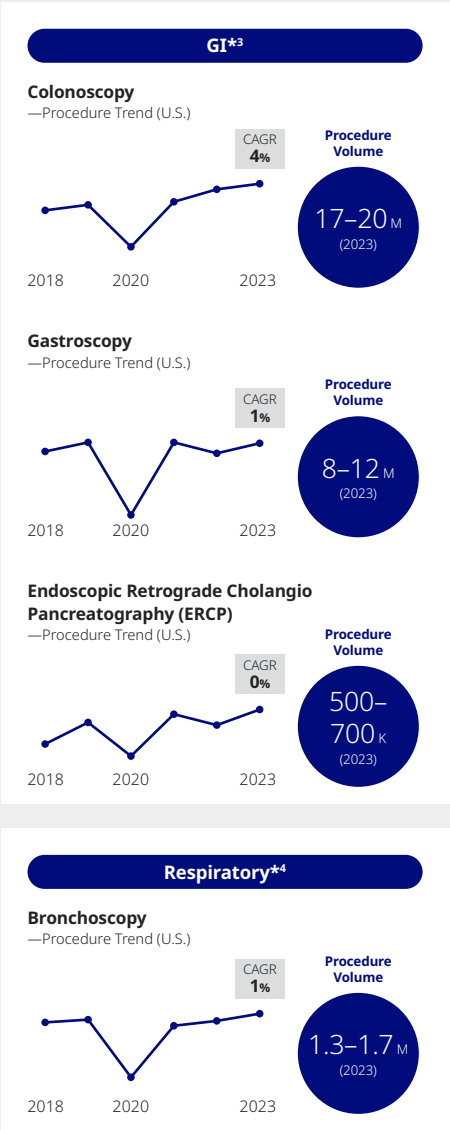 GI*3
Colonoscopy
—Procedure Trend (U.S.)
CAGR
4%
Procedure
Volume
17–20 M
(2023)
2018 2020 2023
Gastroscopy
—Procedure Trend (U.S.)
CAGR
1%
Procedure
Volume
8–12 M
(2023)
2018 2020 2023
Endoscopic Retrograde Cholangio
Pancreatography (ERCP)
—Procedure Trend (U.S.)
CAGR
0%
Procedure
Volume
500–
700 K
(2023)
2018 2020 2023
Respiratory*4
Bronchoscopy
—Procedure Trend (U.S.)
CAGR
1%
Procedure
Volume
1.3–1.7 M
(2023)
2018 2020 2023